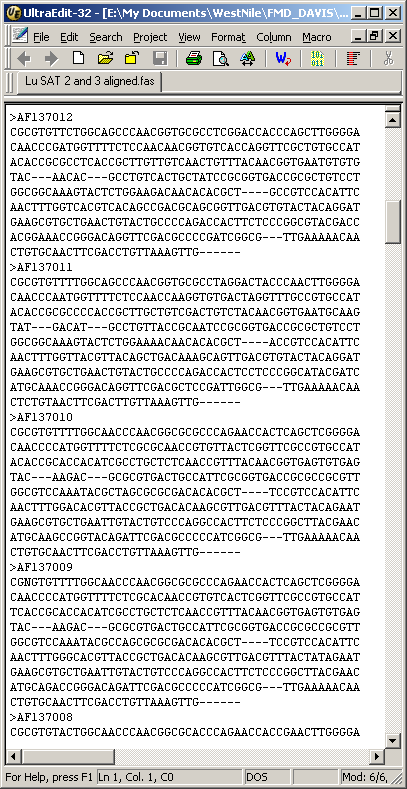 UltraEdit-32 - [E:\My Documents\WestNile\FMD_DAVIS\...
File Edit Search Project View Format Column Macro
Lu SAT 2 and 3 aligned.fas
>AF137012
CGCGTGTTCTGGCAGCCCAACGGTGCGCCTCGGACCACCCAGCTTGGGGA
CAACCCGATGGTTTTCTCCAACAACGGTGTCACCAGGTTCGCTGTGCCAT
ACACCGCGCCTCACCGCTTGTTGTCAACTGTTTACAACGGTGAATGTGTG
TAC---AACAC---GCCTGTCACTGCTATCCGCGGTGACCGCGCTGTCCT
GGCGGCAAAGTACTCTGGAAGACAACACACGCT----GCCGTCCACATTC
AACTTTGGTCACGTCACAGCCGACGCAGCGGTTGACGTGTACTACAGGAT
GAAGCGTGCTGAACTGTACTGCCCCAGACCACTTCTCCCGGCGTACGACC
ACGGAAACCGGGACAGGTTCGACGCCCCGATCGGCG---TTGAAAAACAA
CTGTGCAACTTCGACCTGTTAAAGTTG------
>AF137011
CGCGTGTTTTGGCAGCCCAACGGTGCGCCTAGGACTACCCAACTTGGGGA
CAACCCAATGGTTTTCTCCAACCAAGGTGTGACTAGGTTTGCCGTGCCAT
ACACCGCGCCCCACCGCTTGCTGTCGACTGTCTACAACGGTGAATGCAAG
TAT---GACAT---GCCTGTTACCGCAATCCGCGGTGACCGCGCTGTCCT
GGCGGCAAAGTACTCTGGAAAACAACACACGCT----ACCGTCCACATTC
AACTTTGGTTACGTTACAGCTGACAAAGCAGTTGACGTGTACTACAGGAT
GAAGCGTGCTGAACTGTACTGCCCCAGACCACTCCTCCCGGCATACGATC
ATGCAAACCGGGACAGGTTCGACGCTCCGATTGGCG---TTGAAAAACAA
CTCTGTAACTTCGACTTGTTAAAGTTG------
>AF137010
CGCGTGTTTTGGCAACCCAACGGCGCGCCCAGAACCACTCAGCTCGGGGA
CAACCCCATGGTTTTCTCGCGCAACCGTGTTACTCGGTTCGCCGTGCCAT
ACACCGCACCACATCGCCTGCTCTCAACCGTTTACAACGGTGAGTGTGAG
TAC---AAGAC---GCGCGTGACTGCCATTCGCGGTGACCGCGCCGCGTT
GGCGTCCAAATACGCTAGCGCGCGACACACGCT----TCCGTCCACATTC
AACTTTGGACACGTTACCGCTGACACAAGCGTTGACGTTTACTACAGAAT
GAAGCGTGCTGAATTGTACTGTCCCAGGCCACTTCTCCCGGCTTACGAAC
ATGCAAGCCGGTACAGATTCGACGCCCCCATCGGCG---TTGAAAAACAA
CTGTGCAACTTCGACCTGTTAAAGTTG------
>AF137009
CGNGTGTTTTGGCAACCCAACGGCGCGCCCAGAACCACTCAGCTCGGGGA
CAACCCCATGGTTTTCTCGCACAACCGTGTCACTCGGTTCGCCGTGCCAT
TCACCGCACCACATCGCCTGCTCTCAACCGTTTACAACGGTGAGTGTGAG
TAC---AAGAC---GCGCGTGACTGCCATTCGCGGTGACCGCGCCGCGTT
GGCGTCCAAATACGCCAGCGCGCGACACACGCT----TCCGTCCACATTC
AACTTTGGGCACGTTACCGCTGACACAAGCGTTGACGTTTACTATAGAAT
GAAGCGTGCTGAATTGTACTGTCCCAGGCCACTTCTCCCGGCTTACGAAC
ATGCAGACCGGGACAGATTCGACGCCCCCATCGGCG---TTGAAAAACAA
CTGTGCAACTTCGACCTGTTAAAGTTG------
>AF137008
CGCGTGTACTGGCAGCCCAACGGCGCACCCAGAACCACCGAACTTGGGGA
For Help, press F1 Ln 1, Col. 1, C0 DOS Mod: 6/6,